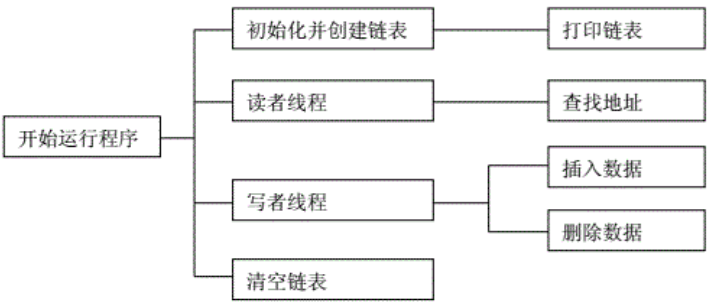 初始化并创建链表
打印链表
读者线程
查找地址
开始运行程序
插入数据
写者线程
删除数据
清空链表